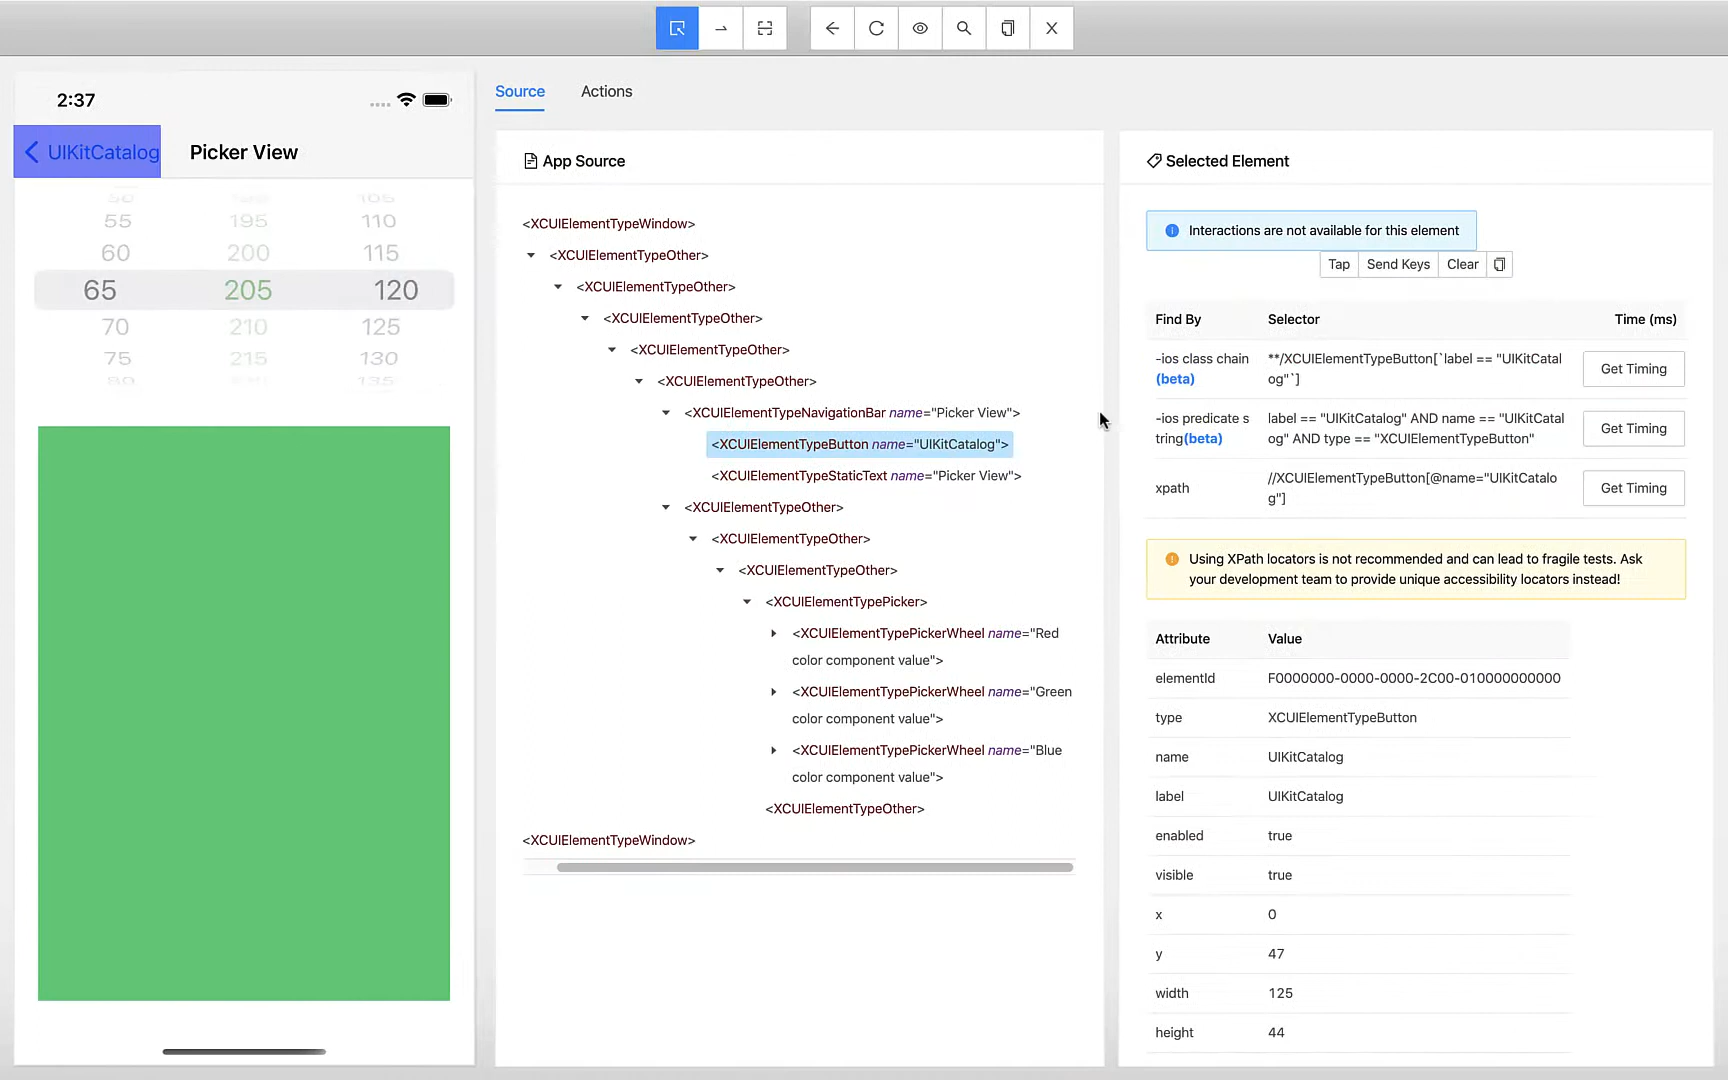 2:37
UIKitCatalog
Picker View
50 105
55 195 110
60 200 115
65 205 120
70 210 125
75 215 130
80 135
Source Actions
App Source
<XCUIElementTypeWindow>
<XCUIElementTypeOther>
<XCUIElementTypeOther>
<XCUIElementTypeOther>
<XCUIElementTypeOther>
<XCUIElementTypeOther>
<XCUIElementTypeNavigationBar name="Picker View">
<XCUIElementTypeButton name="UIKitCatalog">
<XCUIElementTypeStaticText name="Picker View">
<XCUIElementTypeOther>
<XCUIElementTypeOther>
<XCUIElementTypeOther>
<XCUIElementTypePicker>
<XCUIElementTypePickerWheel name="Red
color component value">
<XCUIElementTypePickerWheel name="Green
color component value">
<XCUIElementTypePickerWheel name="Blue
color component value">
<XCUIElementTypeOther>
<XCUIElementTypeWindow>
Selected Element
Interactions are not available for this element
Tap Send Keys Clear
Find By Selector Time (ms)
-ios class chain **/XCUIElementTypeButton[`label == "UIKitCatal
(beta) og"`] Get Timing
-ios predicate s label == "UIKitCatalog" AND name == "UIKitCatal
tring(beta) og" AND type == "XCUIElementTypeButton" Get Timing
xpath //XCUIElementTypeButton[@name="UIKitCatalo
g"] Get Timing
Using XPath locators is not recommended and can lead to fragile tests. Ask
your development team to provide unique accessibility locators instead!
Attribute Value
elementId F0000000-0000-0000-2C00-010000000000
type XCUIElementTypeButton
name UIKitCatalog
label UIKitCatalog
enabled true
visible true
x 0
y 47
width 125
height 44